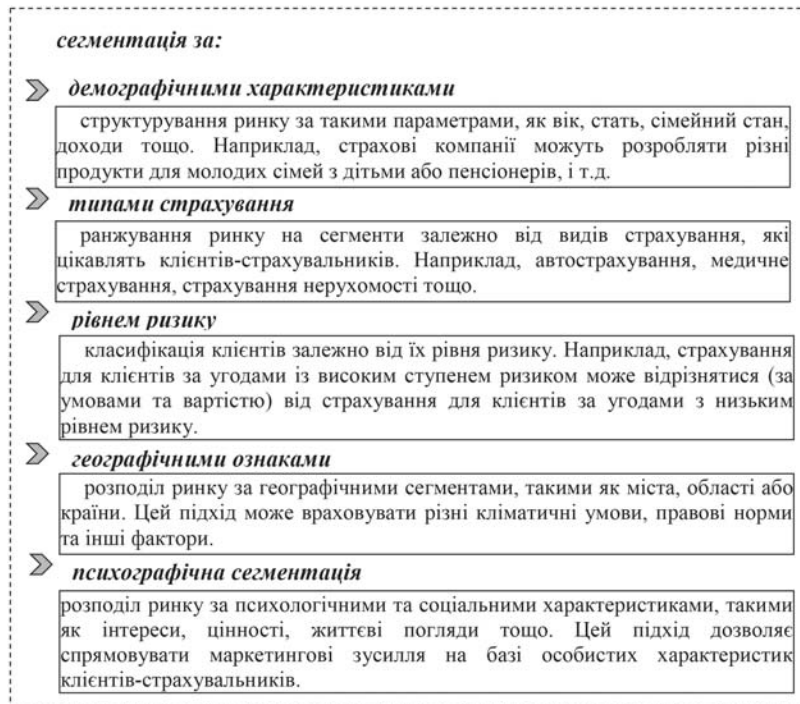 сегментація за:
демографічними характеристиками
структурування ринку за такими параметрами, як вік, стать, сімейний стан,
доходи тощо. Наприклад, страхові компанії можуть розробляти різні
продукти для молодих сімей з дітьми або пенсіонерів, і т.д.
типами страхування
ранжування ринку на сегменти залежно від видів страхування, які
цікавлять клієнтів-страхувальників. Наприклад, автострахування, медичне
страхування, страхування нерухомості тощо.
рівнем ризику
класифікація клієнтів залежно від їх рівня ризику. Наприклад, страхування
для клієнтів за угодами із високим ступенем ризиком може відрізнятися (за
умовами та вартістю) від страхування для клієнтів за угодами з низьким
рівнем ризику.
географічними ознаками
розподіл ринку за географічними сегментами, такими як міста, області або
країни. Цей підхід може враховувати різні кліматичні умови, правові норми
та інші фактори.
психографічна сегментація
розподіл ринку за психологічними та соціальними характеристиками, такими
як інтереси, цінності, життєві погляди тощо. Цей підхід дозволяє
спрямовувати маркетингові зусилля на базі особистих характеристик
клієнтів-страхувальників.